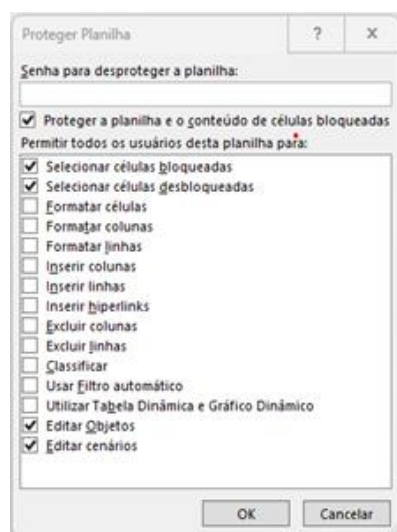 Proteger Planilha ? X
Senha para desproteger a planilha:
Proteger a planilha e o conteúdo de células bloqueadas
Permitir todos os usuários desta planilha para:
Selecionar células bloqueadas
Selecionar células desbloqueadas
Formatar células
Formatar colunas
Formatar linhas
Inserir colunas
Inserir linhas
Inserir hiperlinks
Excluir colunas
Excluir linhas
Classificar
Usar Filtro automático
Utilizar Tabela Dinâmica e Gráfico Dinâmico
Editar Objetos
Editar cenários
OK Cancelar